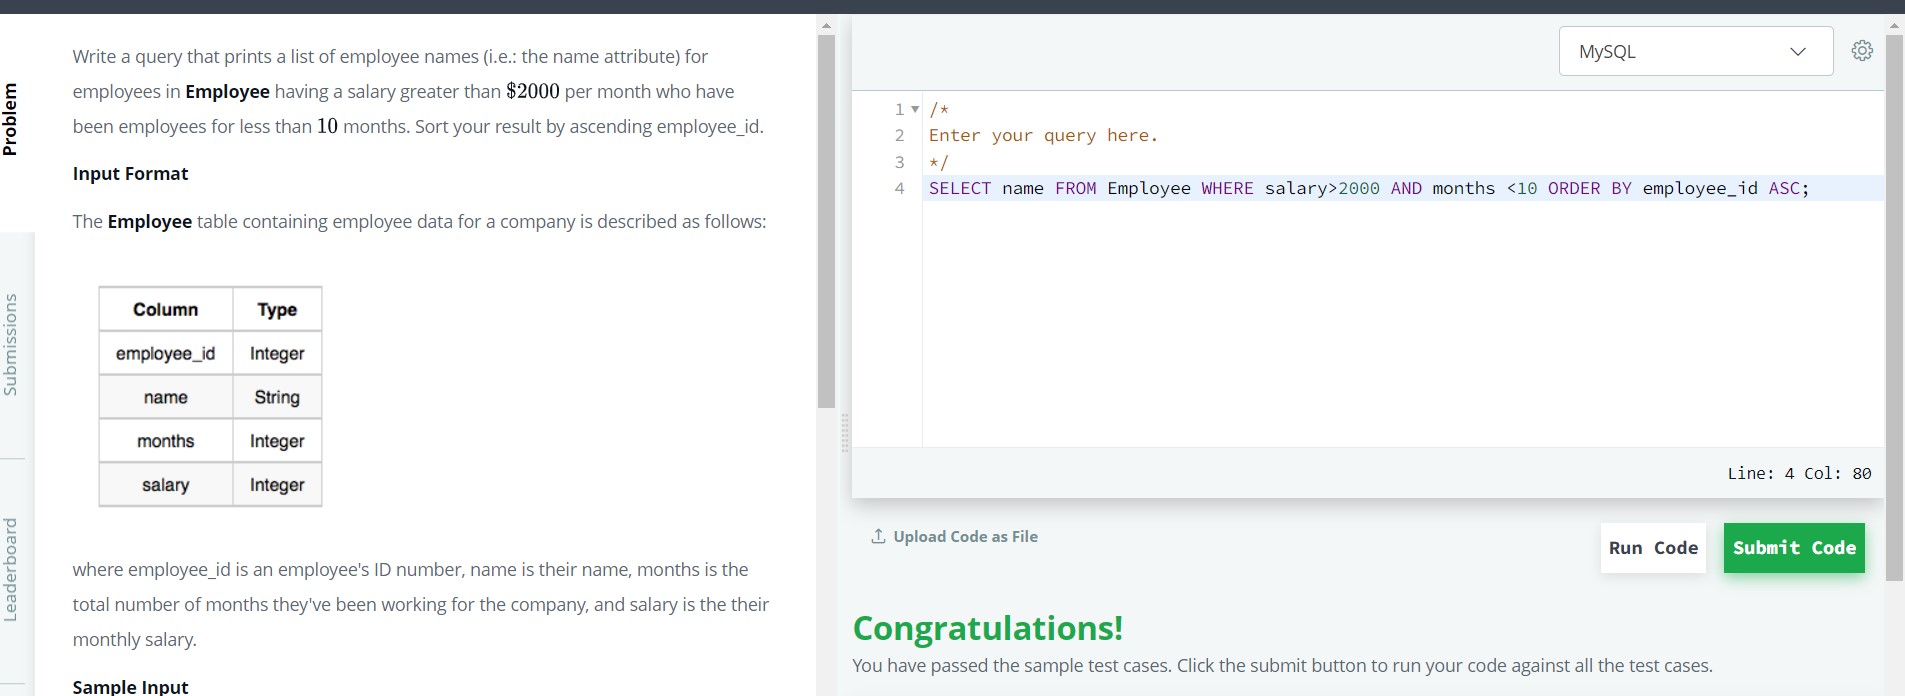 Problem
Submissions
Leaderboard
Write a query that prints a list of employee names (i.e.: the name attribute) for
employees in Employee having a salary greater than $2000 per month who have
been employees for less than 10 months. Sort your result by ascending employee_id.
Input Format
The Employee table containing employee data for a company is described as follows:
Column Type
employee_id Integer
name String
months Integer
salary Integer
where employee_id is an employee's ID number, name is their name, months is the
total number of months they've been working for the company, and salary is the their
monthly salary.
Sample Input
MySQL
1 /*
2 Enter your query here.
3 */
4 SELECT name FROM Employee WHERE salary>2000 AND months <10 ORDER BY employee_id ASC;
Line: 4 Col: 80
Upload Code as File
Run Code
Submit Code
Congratulations!
You have passed the sample test cases. Click the submit button to run your code against all the test cases.